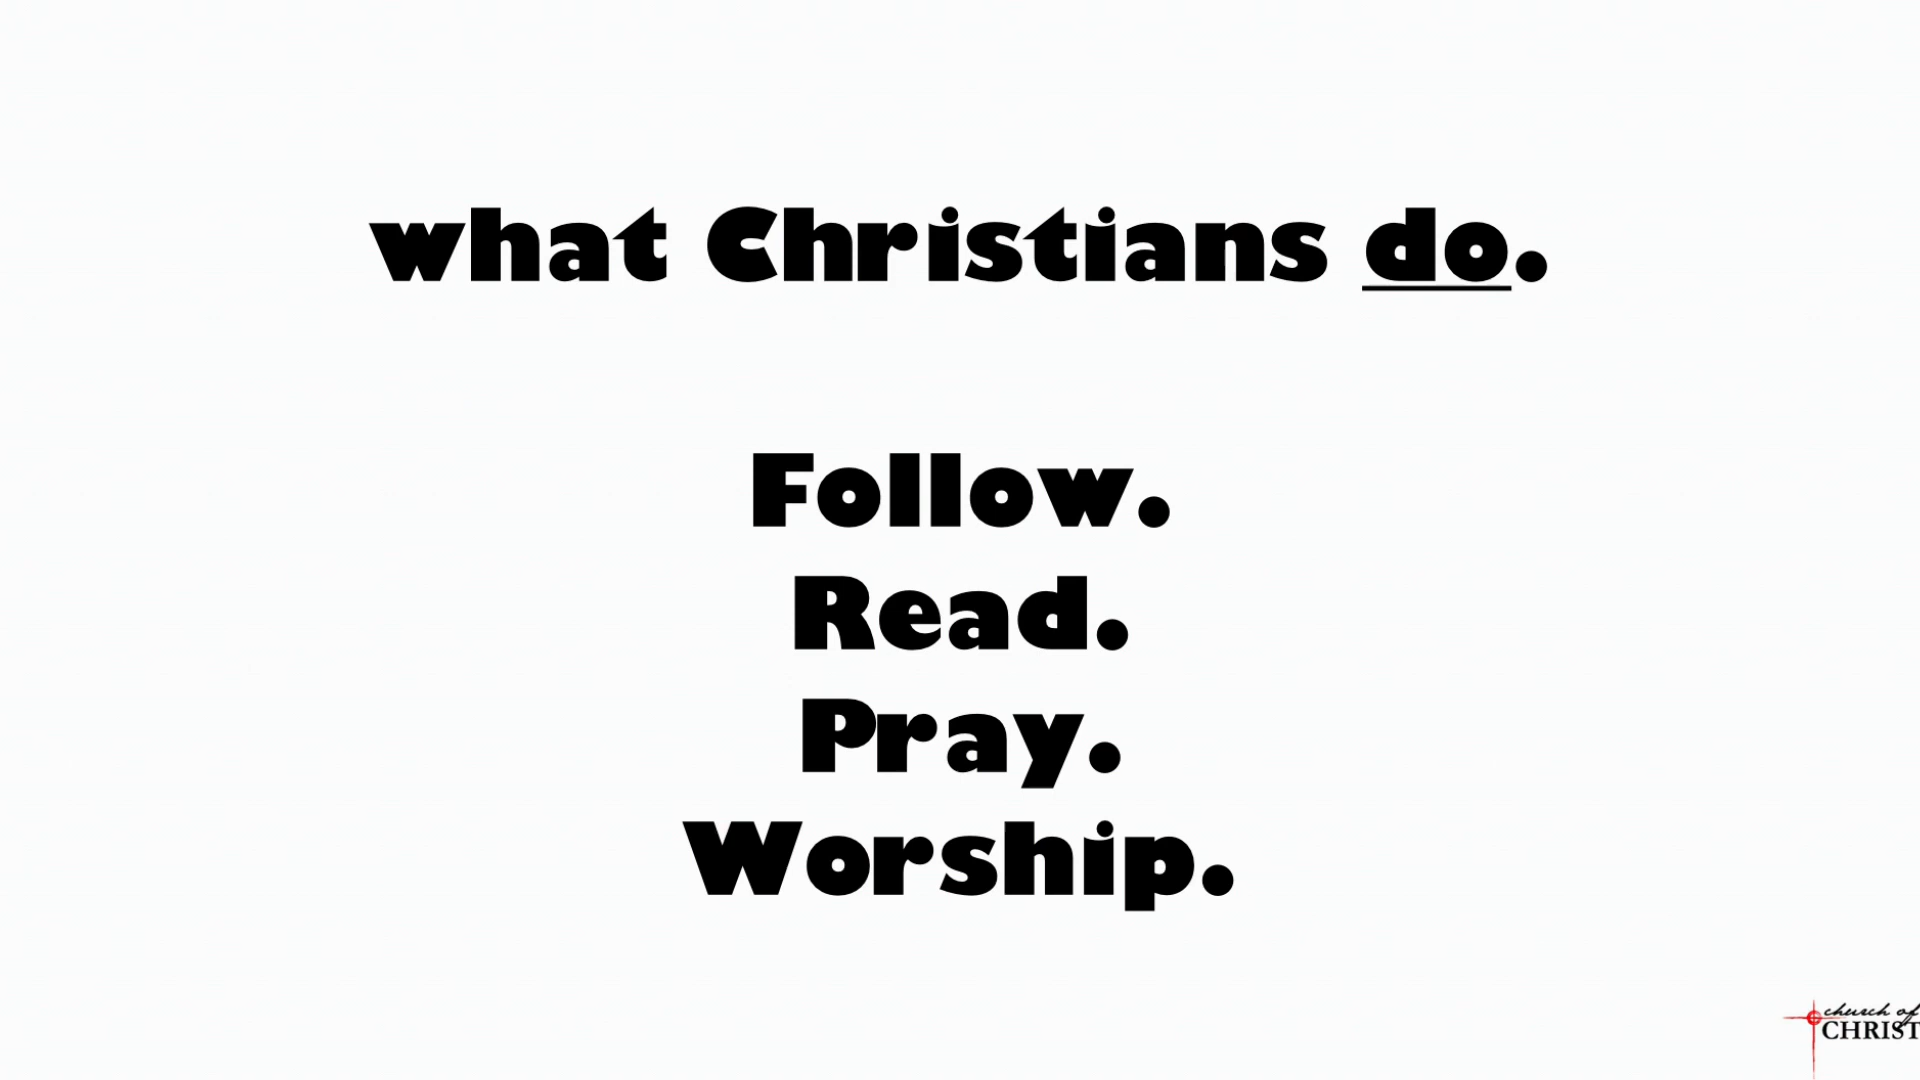 what Christians do.
Follow.
Read.
Pray.
Worship.
church of
CHRIST